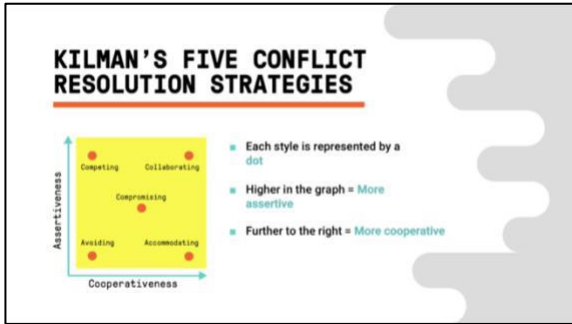 KILMAN'S FIVE CONFLICT
RESOLUTION STRATEGIES
Assertiveness
Competing
Collaborating
Compromising
Avoiding
Accommodating
Cooperativeness
Each style is represented by a
dot
Higher in the graph = More
assertive
Further to the right = More cooperative